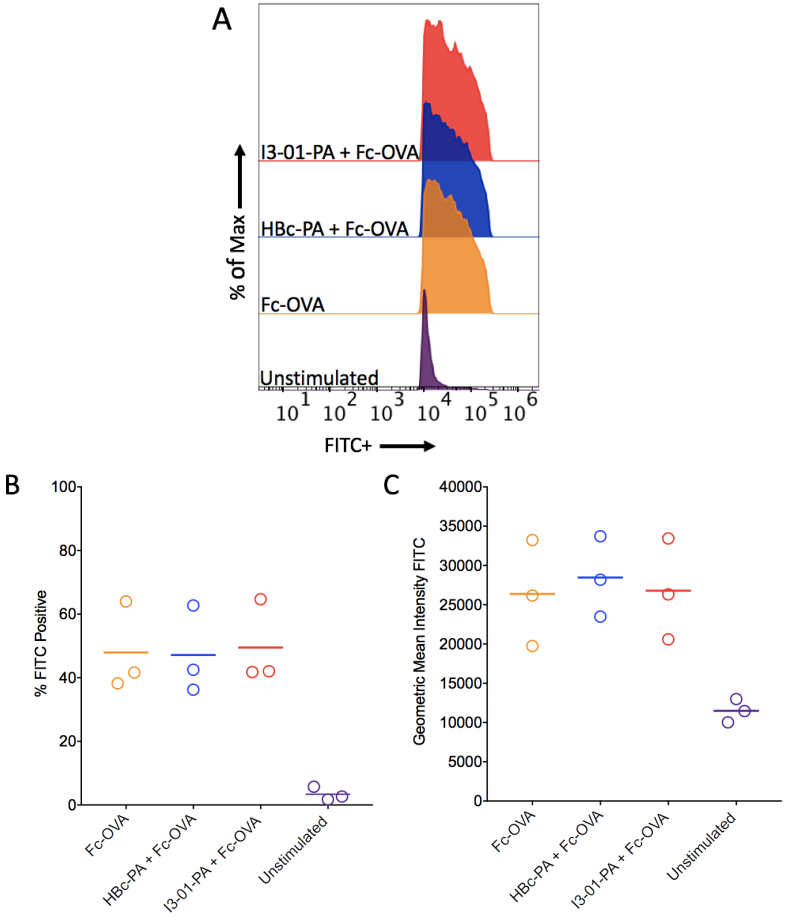 A
% of Max
I3-01-PA + Fc-OVA
HBc-PA + Fc-OVA
Fc-OVA
Unstimulated
10 1 10 2 10 3 10 4 10 5 10 6
FITC+
B
% FITC Positive
100
80
60
40
20
0
Fc-OVA
HBc-PA + Fc-OVA
I3-01-PA + Fc-OVA
Unstimulated
C
Geometric Mean Intensity FITC
40000
35000
30000
25000
20000
15000
10000
5000
0
Fc-OVA
HBc-PA + Fc-OVA
I3-01-PA + Fc-OVA
Unstimulated